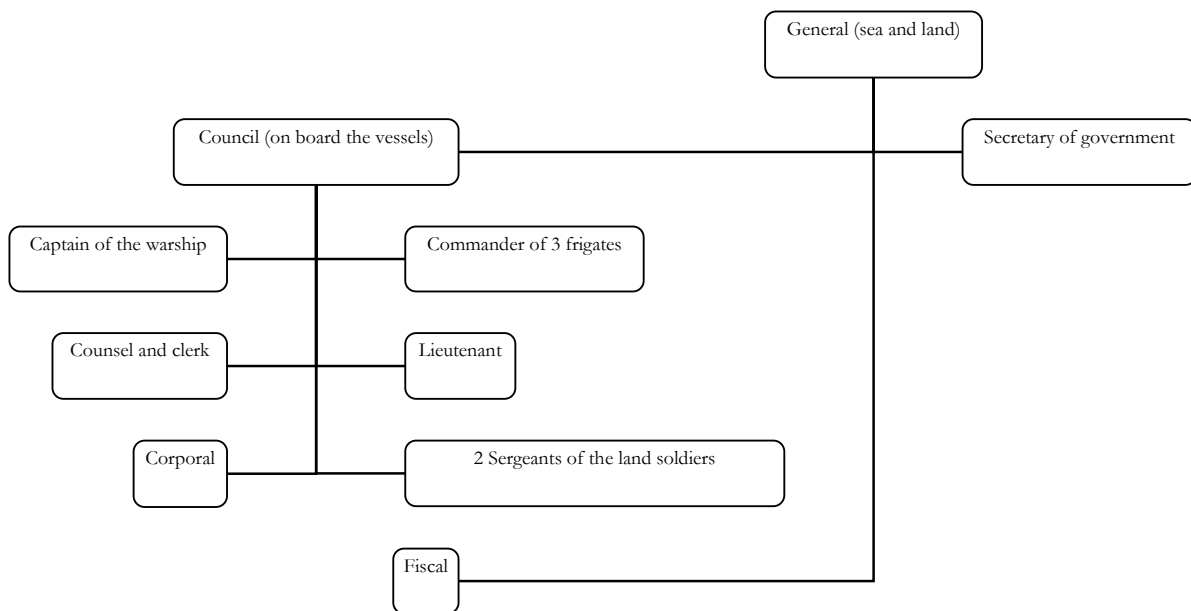 General (sea and land)
Council (on board the vessels)
Secretary of government
Captain of the warship
Commander of 3 frigates
Counsel and clerk
Lieutenant
Corporal
2 Sergeants of the land soldiers
Fiscal